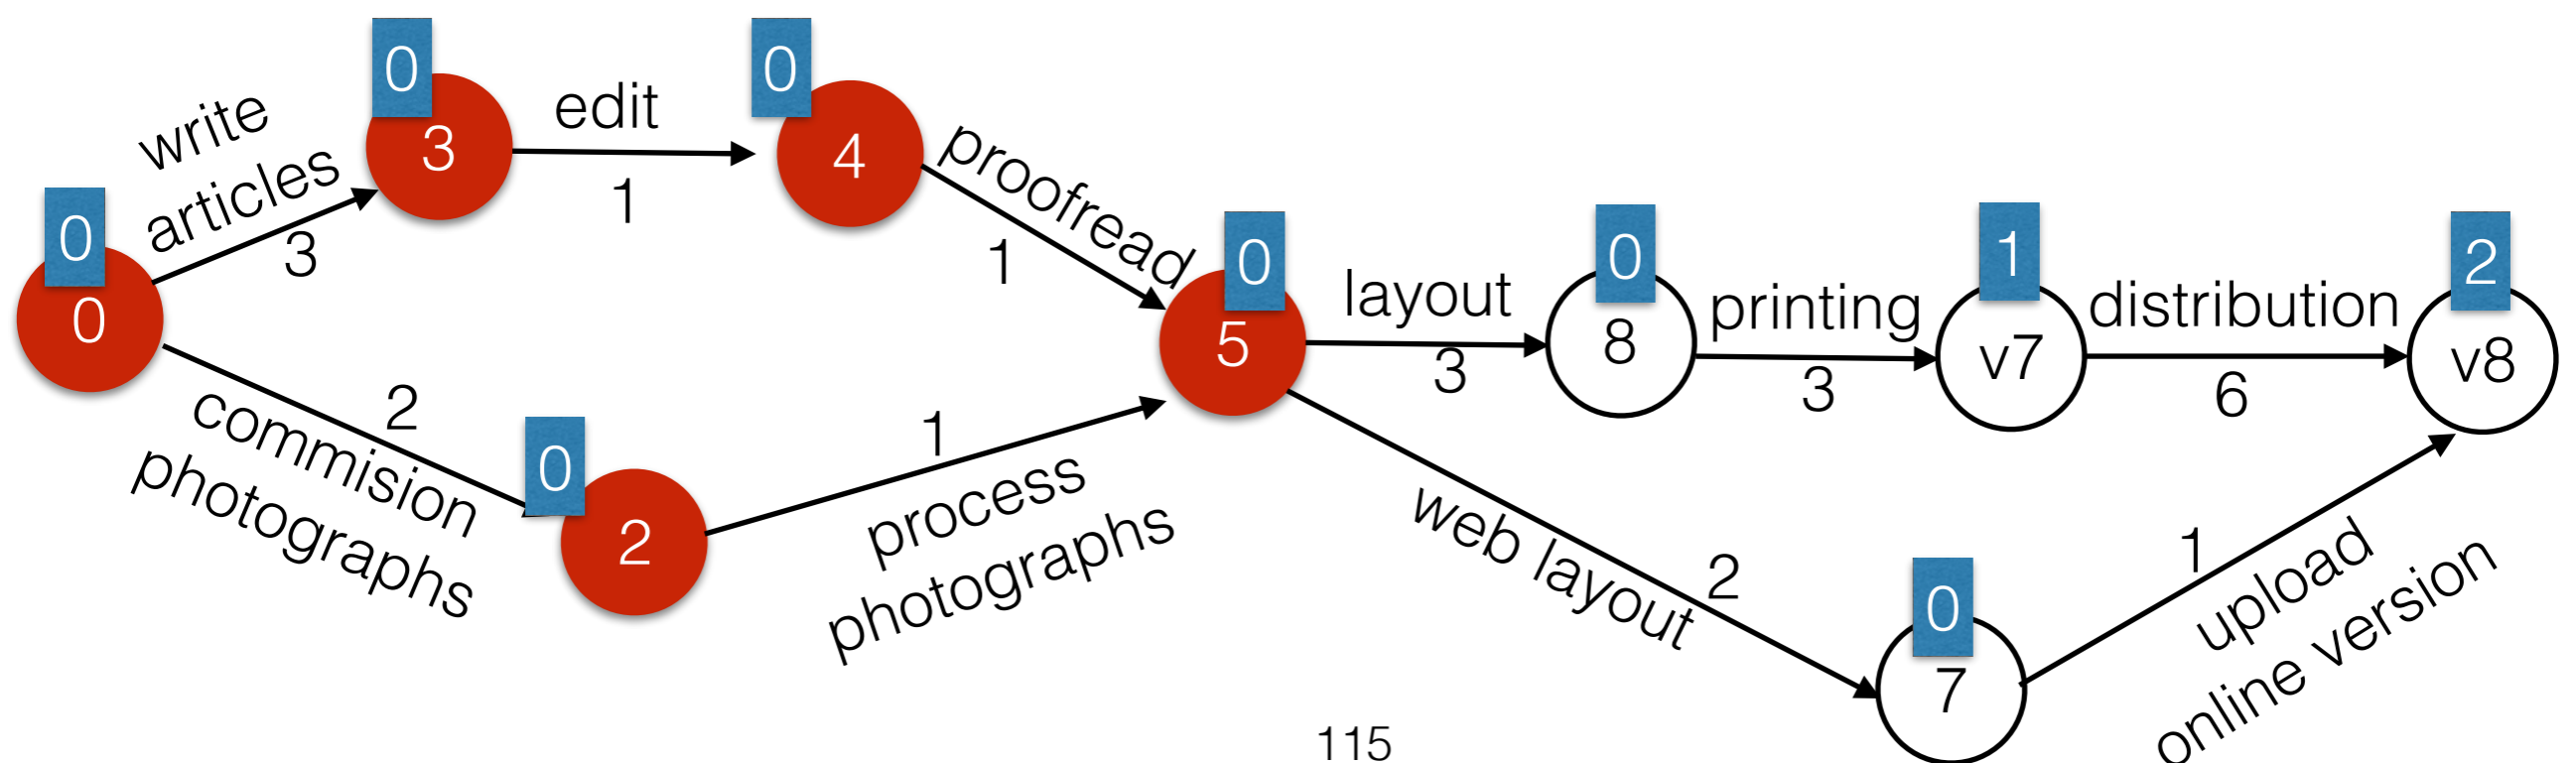 0
0
write
articles
3
0
3
edit
1
0
4
proofread
1
2
commision
photographs
0
2
1
process
photographs
0
5
layout
3
0
8
printing
3
1
v7
distribution
6
2
v8
web layout
2
0
7
1
upload
online version
115